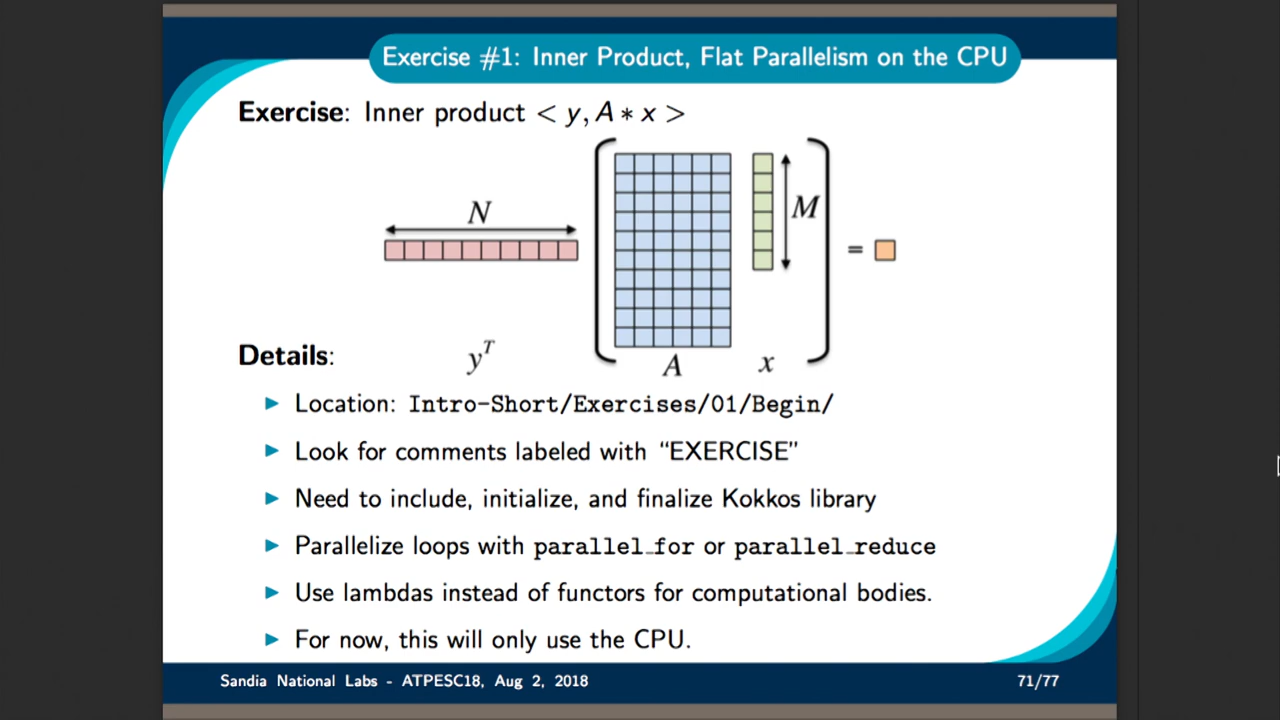 Exercise #1: Inner Product, Flat Parallelism on the CPU
Exercise: Inner product < y, A ∗ x >
N
M
=
y^T
A
x
Details:
▶ Location: Intro-Short/Exercises/01/Begin/
▶ Look for comments labeled with “EXERCISE”
▶ Need to include, initialize, and finalize Kokkos library
▶ Parallelize loops with parallel_for or parallel_reduce
▶ Use lambdas instead of functors for computational bodies.
▶ For now, this will only use the CPU.
Sandia National Labs - ATPESC18, Aug 2, 2018
71/77